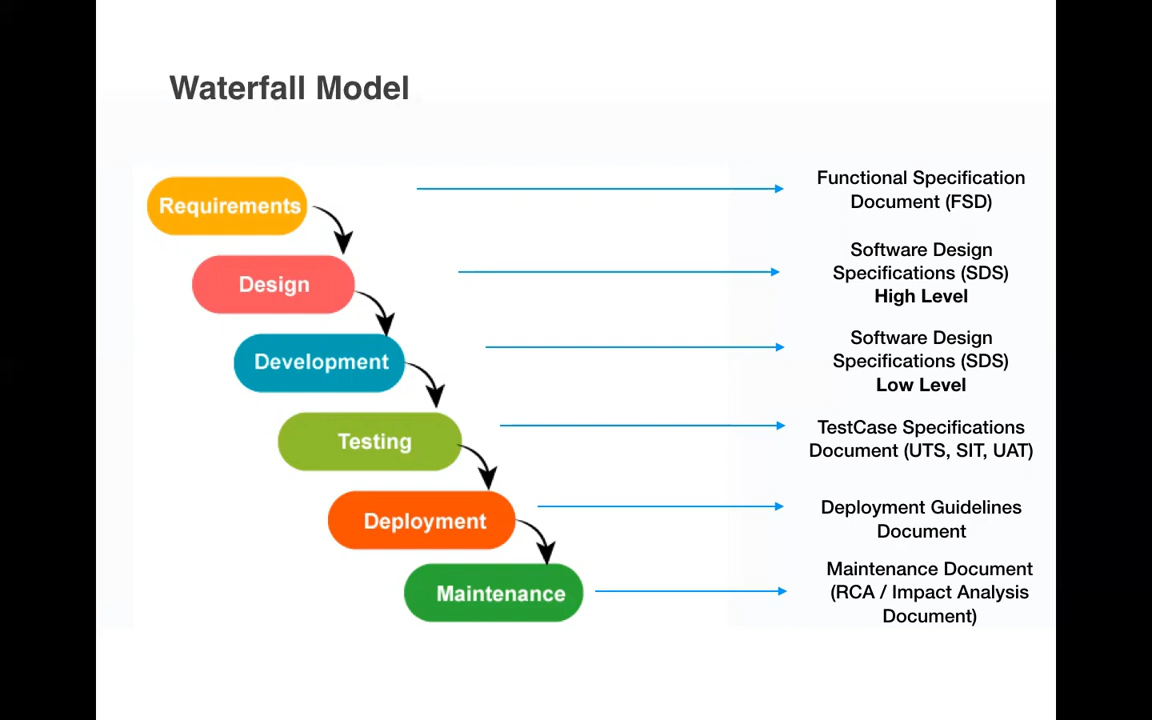 Waterfall Model
Requirements
Functional Specification
Document (FSD)
Design
Software Design
Specifications (SDS)
High Level
Development
Software Design
Specifications (SDS)
Low Level
Testing
TestCase Specifications
Document (UTS, SIT, UAT)
Deployment
Deployment Guidelines
Document
Maintenance
Maintenance Document
(RCA / Impact Analysis
Document)